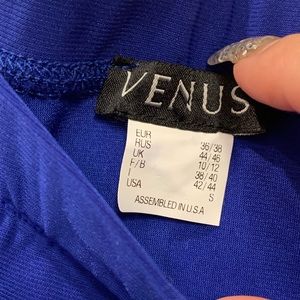 VENUS
EUR 36/38
RUS 44/46
UK 10/12
F/B 38/40
I 42/44
USA S
ASSEMBLED IN U.S.A